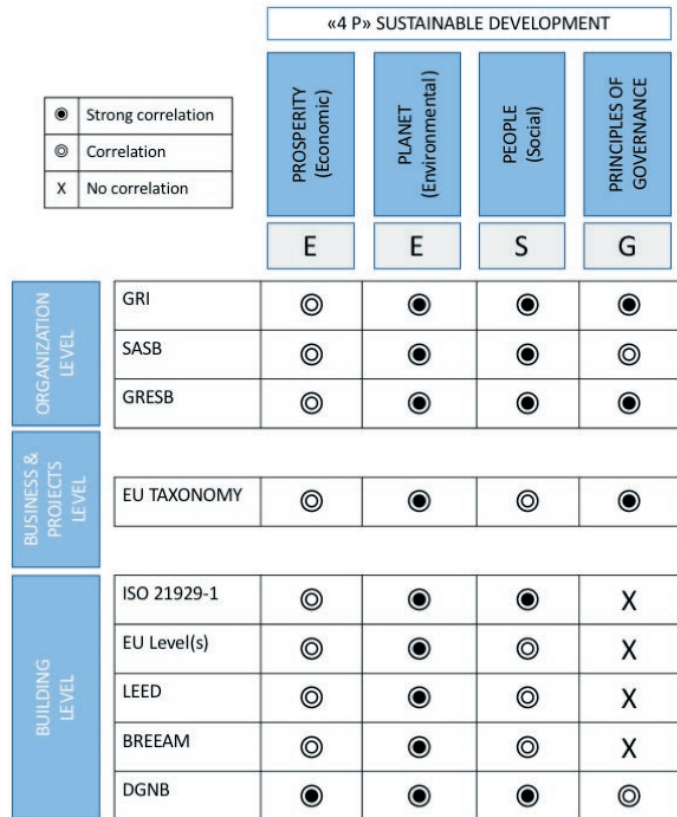 «4 P» SUSTAINABLE DEVELOPMENT
PROSPERITY
(Economic)
PLANET
(Environmental)
PEOPLE
(Social)
PRINCIPLES OF
GOVERNANCE
◉ Strong correlation
◎ Correlation
X No correlation
E E S G
ORGANIZATION
LEVEL
GRI ◎ ◉ ◉ ◉
SASB ◎ ◉ ◉ ◎
GRESB ◎ ◉ ◉ ◉
BUSINESS &
PROJECTS
LEVEL
EU TAXONOMY ◎ ◉ ◎ ◉
BUILDING
LEVEL
ISO 21929-1 ◎ ◉ ◉ X
EU Level(s) ◎ ◉ ◎ X
LEED ◎ ◉ ◎ X
BREEAM ◎ ◉ ◎ X
DGNB ◉ ◉ ◉ ◎